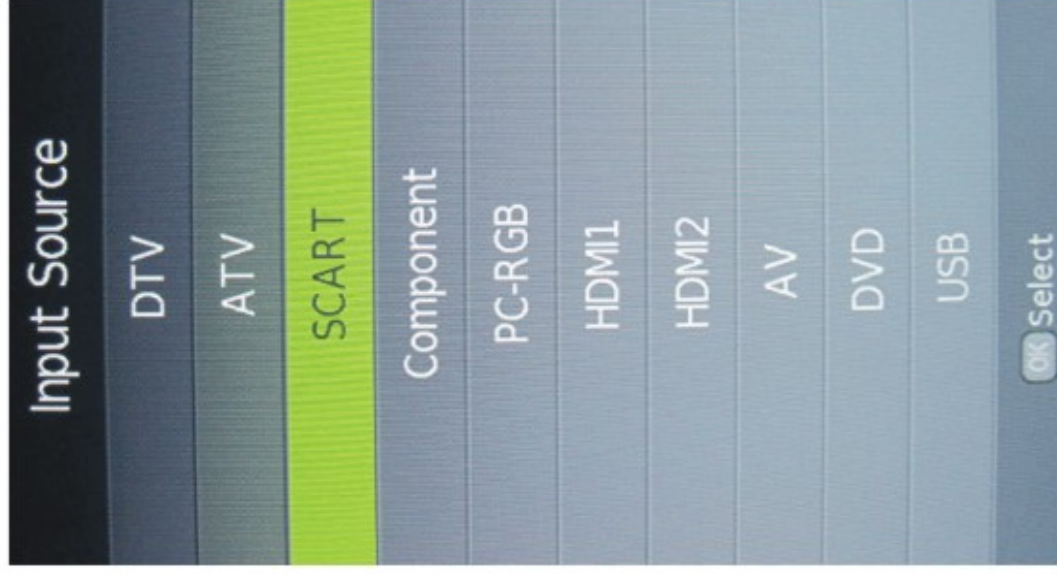 Input Source
DTV
ATV
SCART
Component
PC-RGB
HDMI1
HDMI2
AV
DVD
USB
OK Select